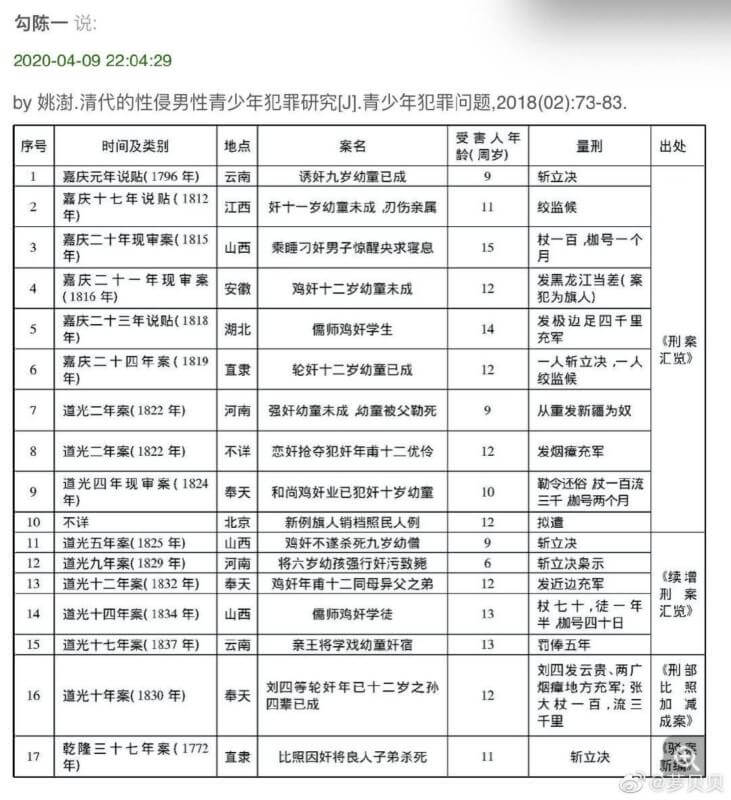 勾陈一 说:
2020-04-09 22:04:29
by 姚澍.清代的性侵男性青少年犯罪研究[J].青少年犯罪问题,2018(02):73-83.
序号 时间及类别 地点 案名 受害人年龄(周岁) 量刑 出处
1 嘉庆元年说贴(1796 年) 云南 诱奸九岁幼童已成 9 斩立决
2 嘉庆十七年说贴(1812 年) 江西 奸十一岁幼童未成,刃伤亲属 11 绞监候
3 嘉庆二十年现审案(1815 年) 山西 乘睡刁奸男子惊醒央求寝息 15 杖一百,枷号一个月
4 嘉庆二十一年现审案(1816 年) 安徽 鸡奸十二岁幼童未成 12 发黑龙江当差(案犯为旗人)
5 嘉庆二十三年说贴(1818 年) 湖北 儒师鸡奸学生 14 发极边足四千里充军
6 嘉庆二十四年案(1819 年) 直隶 轮奸十二岁幼童已成 12 一人斩立决,一人绞监候
7 道光二年案(1822 年) 河南 强奸幼童未成,幼童被父勒死 9 从重发新疆为奴
8 道光二年案(1822 年) 不详 恋奸抢夺犯奸年甫十二优伶 12 发烟瘴充军
9 道光四年现审案(1824 年) 奉天 和尚鸡奸业已犯奸十岁幼童 10 勒令还俗,杖一百流三千,枷号两个月
10 不详 北京 新例旗人销档照民人例 12 拟遣
《刑案汇览》
11 道光五年案(1825 年) 山西 鸡奸不遂杀死九岁幼僧 9 斩立决
12 道光九年案(1829 年) 河南 将六岁幼孩强行奸污致毙 6 斩立决枭示
13 道光十二年案(1832 年) 奉天 鸡奸年甫十二同母异父之弟 12 发近边充军
14 道光十四年案(1834 年) 山西 儒师鸡奸学徒 13 杖七十,徒一年半,枷号四十日
15 道光十七年案(1837 年) 云南 亲王将学戏幼童奸宿 13 罚俸五年
《续增刑案汇览》
16 道光十年案(1830 年) 奉天 刘四等轮奸年已十二岁之孙四辈已成 12 刘四发云贵、两广烟瘴地方充军;张大杖一百,流三千里 《刑部比照加减成案》
17 乾隆三十七年案(1772 年) 直隶 比照因奸将良人子弟杀死 11 斩立决
@萝贝贝